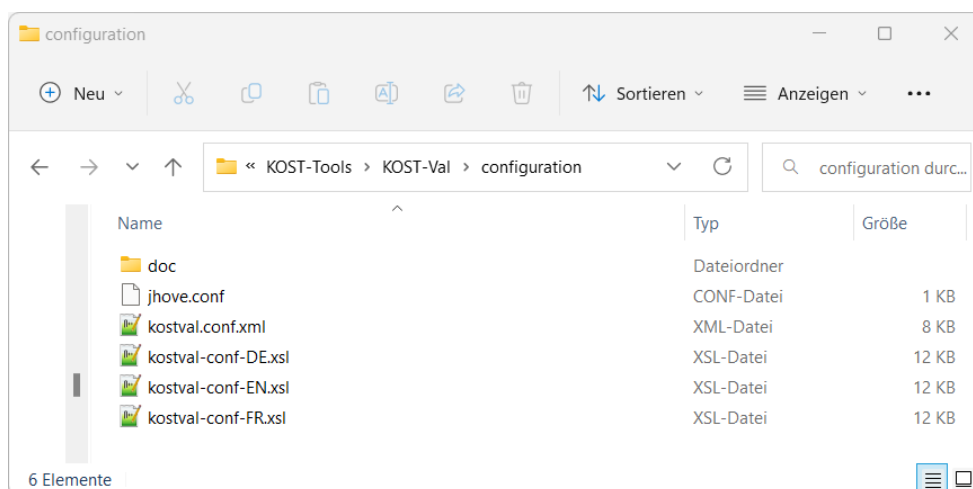 configuration
Neu Sortieren Anzeigen •••
« KOST-Tools > KOST-Val > configuration configuration durc...
Name Typ Größe
doc Dateiordner
jhove.conf CONF-Datei 1 KB
kostval.conf.xml XML-Datei 8 KB
kostval-conf-DE.xsl XSL-Datei 12 KB
kostval-conf-EN.xsl XSL-Datei 12 KB
kostval-conf-FR.xsl XSL-Datei 12 KB
6 Elemente